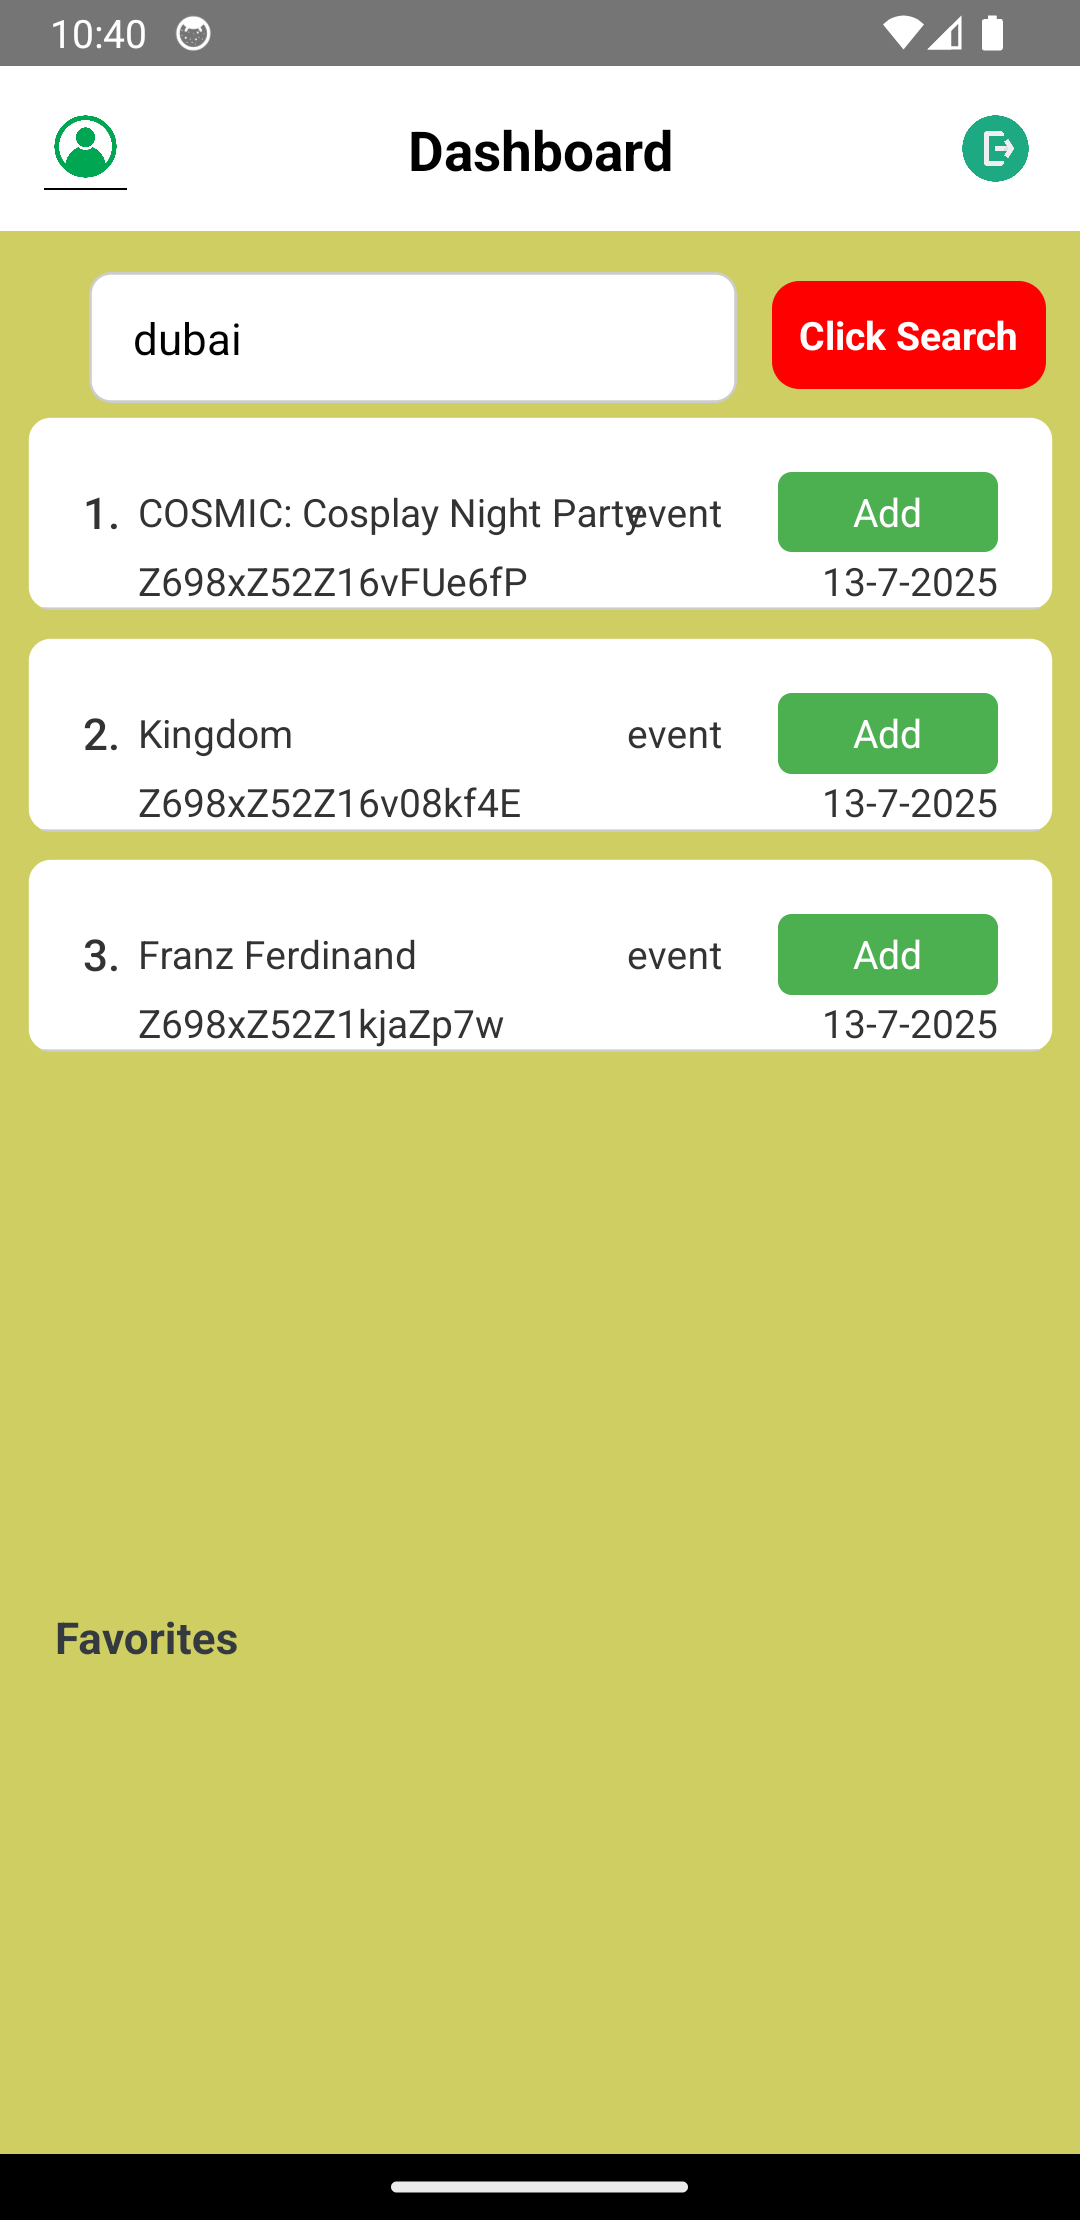 10:40
Dashboard
dubai
Click Search
1. COSMIC: Cosplay Night Party event Add
Z698xZ52Z16vFUe6fP 13-7-2025
2. Kingdom event Add
Z698xZ52Z16v08kf4E 13-7-2025
3. Franz Ferdinand event Add
Z698xZ52Z1kjaZp7w 13-7-2025
Favorites